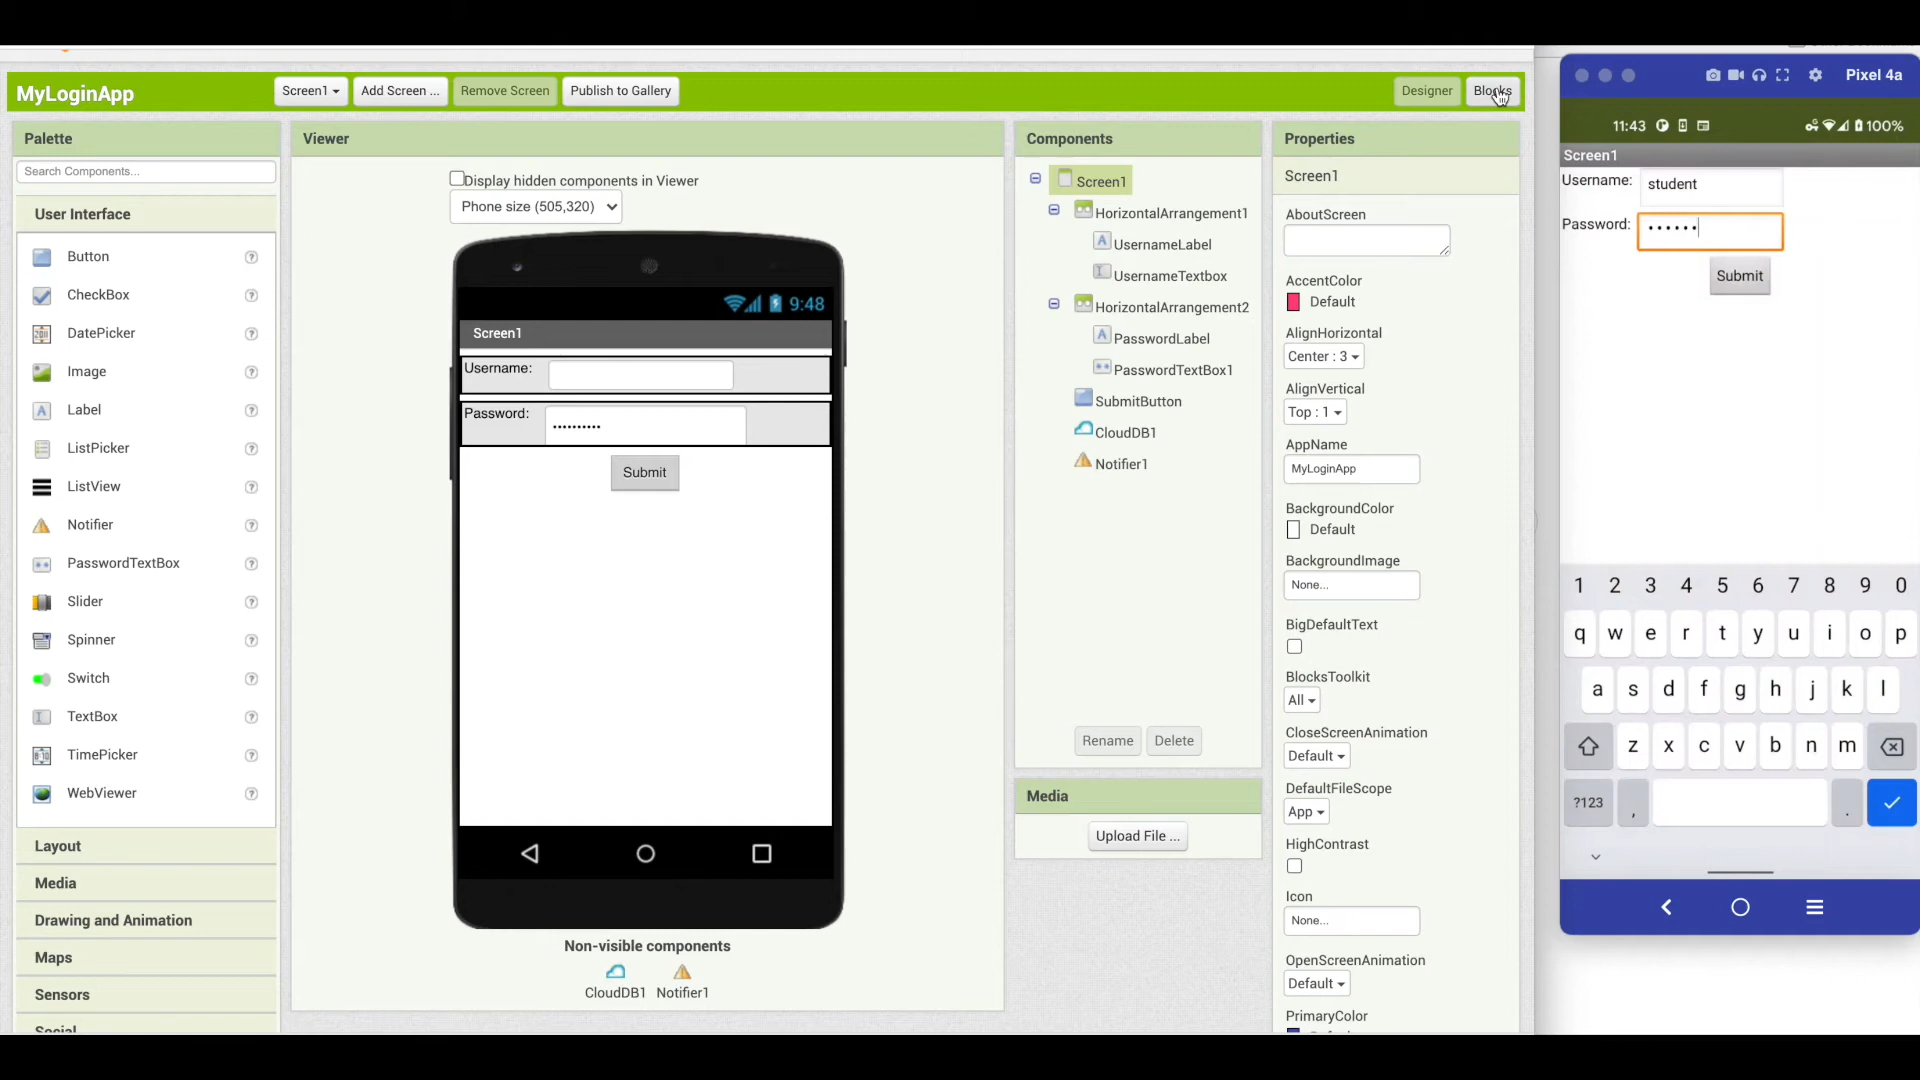 MyLoginApp
Screen1
Add Screen ...
Remove Screen
Publish to Gallery
Designer
Blocks
Palette
Search Components...
User Interface
Button
CheckBox
DatePicker
Image
Label
ListPicker
ListView
Notifier
PasswordTextBox
Slider
Spinner
Switch
TextBox
TimePicker
WebViewer
Layout
Media
Drawing and Animation
Maps
Sensors
Social
Viewer
Display hidden components in Viewer
Phone size (505,320)
9:48
Screen1
Username:
Password:
••••••••••
Submit
Non-visible components
CloudDB1
Notifier1
Components
Screen1
HorizontalArrangement1
UsernameLabel
UsernameTextbox
HorizontalArrangement2
PasswordLabel
PasswordTextBox1
SubmitButton
CloudDB1
Notifier1
Rename
Delete
Media
Upload File ...
Properties
Screen1
AboutScreen
AccentColor
Default
AlignHorizontal
Center : 3
AlignVertical
Top : 1
AppName
MyLoginApp
BackgroundColor
Default
BackgroundImage
None...
BigDefaultText
BlocksToolkit
All
CloseScreenAnimation
Default
DefaultFileScope
App
HighContrast
Icon
None...
OpenScreenAnimation
Default
PrimaryColor
Pixel 4a
11:43
100%
Screen1
Username: student
Password: ••••••
Submit
1 2 3 4 5 6 7 8 9 0
q w e r t y u i o p
a s d f g h j k l
z x c v b n m
?123 , .